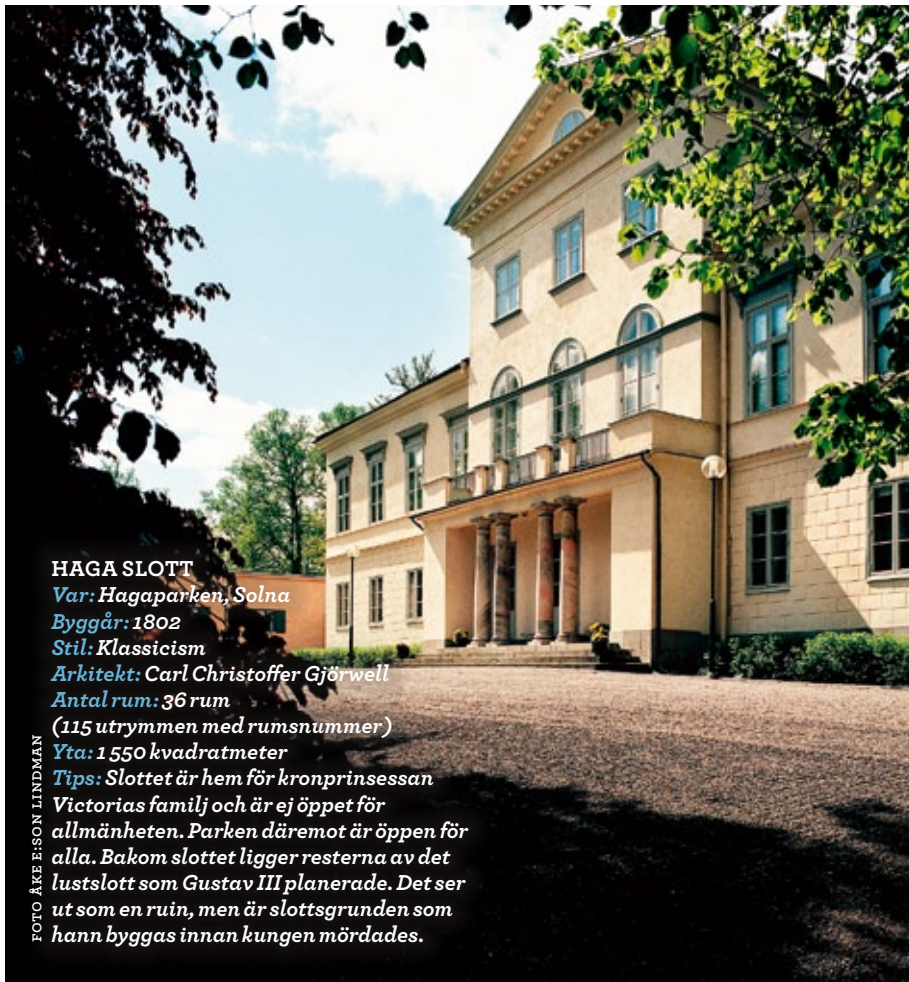 HAGA SLOTT
Var: Hagaparken, Solna
Byggår: 1802
Stil: Klassicism
Arkitekt: Carl Christoffer Gjörwell
Antal rum: 36 rum
(115 utrymmen med rumsnummer)
Yta: 1 550 kvadratmeter
Tips: Slottet är hem för kronprinsessan
Victorias familj och är ej öppet för
allmänheten. Parken däremot är öppen för
alla. Bakom slottet ligger resterna av det
lustslott som Gustav III planerade. Det ser
ut som en ruin, men är slottsgrunden som
hann byggas innan kungen mördades.
FOTO ÅKE E:SON LINDMAN